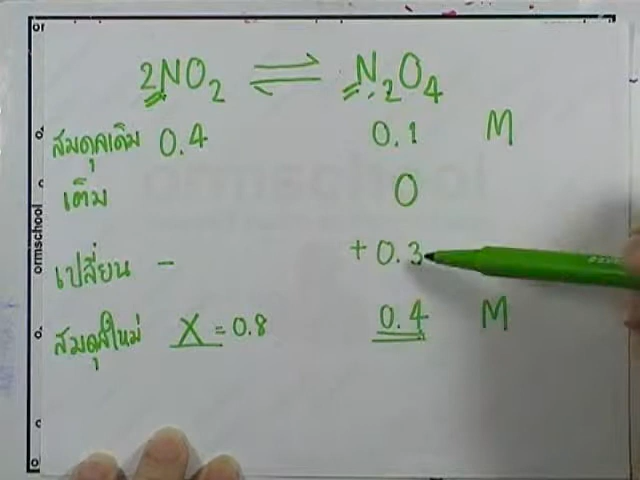 2NO₂ ⇌ N₂O₄
สมดุลเดิม 0.4 0.1 M
เติม 0
เปลี่ยน − + 0.3
สมดุลใหม่ X = 0.8 0.4 M
ormschool
ormschool